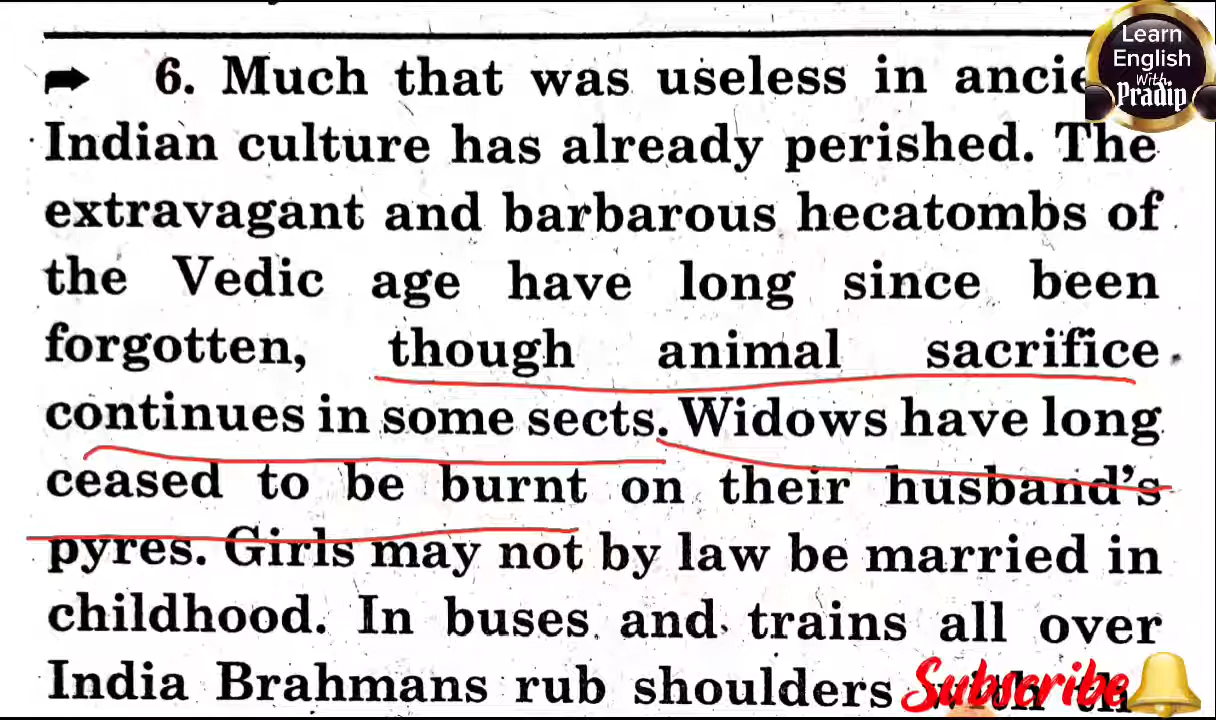 6. Much that was useless in
Indian culture has already perished. The
extravagant and barbarous hecatombs of
the Vedic age have long since been
forgotten, though animal sacrifice
continues in some sects. Widows have long
ceased to be burnt on their husband's
pyres. Girls may not by law be married in
childhood. In buses and trains all over
India Brahmans rub shoulders
Learn
English
With
Pradip
Subscribe